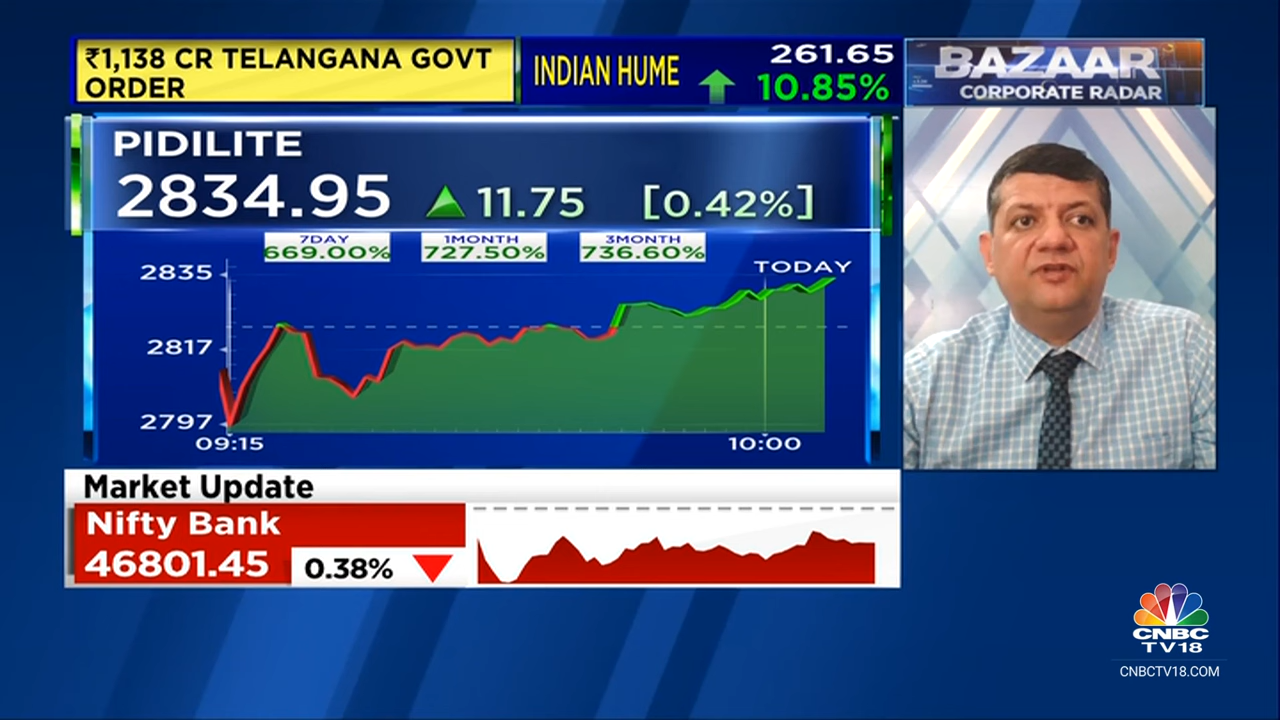 ₹1,138 CR TELANGANA GOVT
ORDER
INDIAN HUME
261.65
10.85%
BAZAAR
CORPORATE RADAR
PIDILITE
2834.95 11.75 [0.42%]
7DAY 1MONTH 3MONTH
669.00% 727.50% 736.60%
TODAY
2835
2817
2797
09:15 10:00
Market Update
Nifty Bank
46801.45 0.38%
CNBC
TV18
CNBCTV18.COM